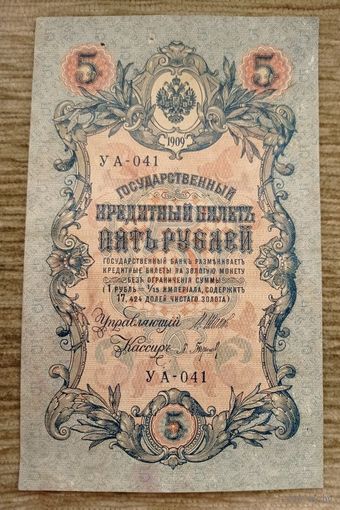 5 5
1909
УА-041
ГОСУДАРСТВЕННЫЙ
КРЕДИТНЫЙ БИЛЕТЪ
ПЯТЬ РУБЛЕЙ
ГОСУДАРСТВЕННЫЙ БАНКЪ РАЗМѢНИВАЕТЪ
КРЕДИТНЫЕ БИЛЕТЫ НА ЗОЛОТУЮ МОНЕТУ
БЕЗЪ ОГРАНИЧЕНІЯ СУММЫ
(1 РУБЛЬ = 1/15 ИМПЕРІАЛА, СОДЕРЖИТЪ
17,424 ДОЛЕЙ ЧИСТАГО ЗОЛОТА)
Управляющій
Кассиръ
УА-041
5